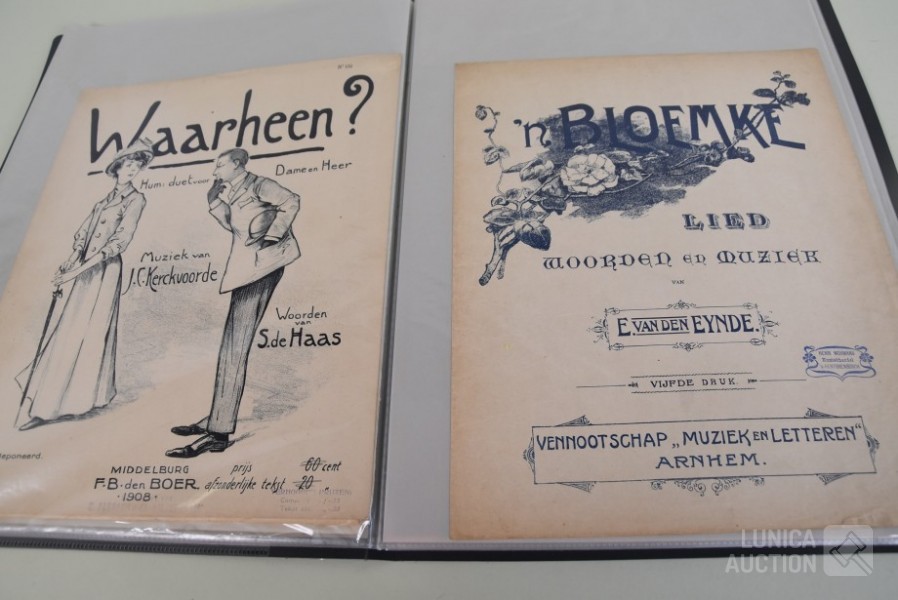 Waarheen?
Hum: duet voor Dame en Heer
Muziek van
J.C. Kerckvoorde
Woorden
van
S. de Haas
Deponeerd.
MIDDELBURG
F.B. den BOER
1908
prijs 60 cent
afzonderlijke tekst 20 "
'n BLOEMKE
LIED
WOORDEN en MUZIEK
VAN
E. VAN DEN EYNDE.
VIJFDE DRUK.
VENNOOTSCHAP „MUZIEK en LETTEREN"
ARNHEM.
LUNICA
AUCTION